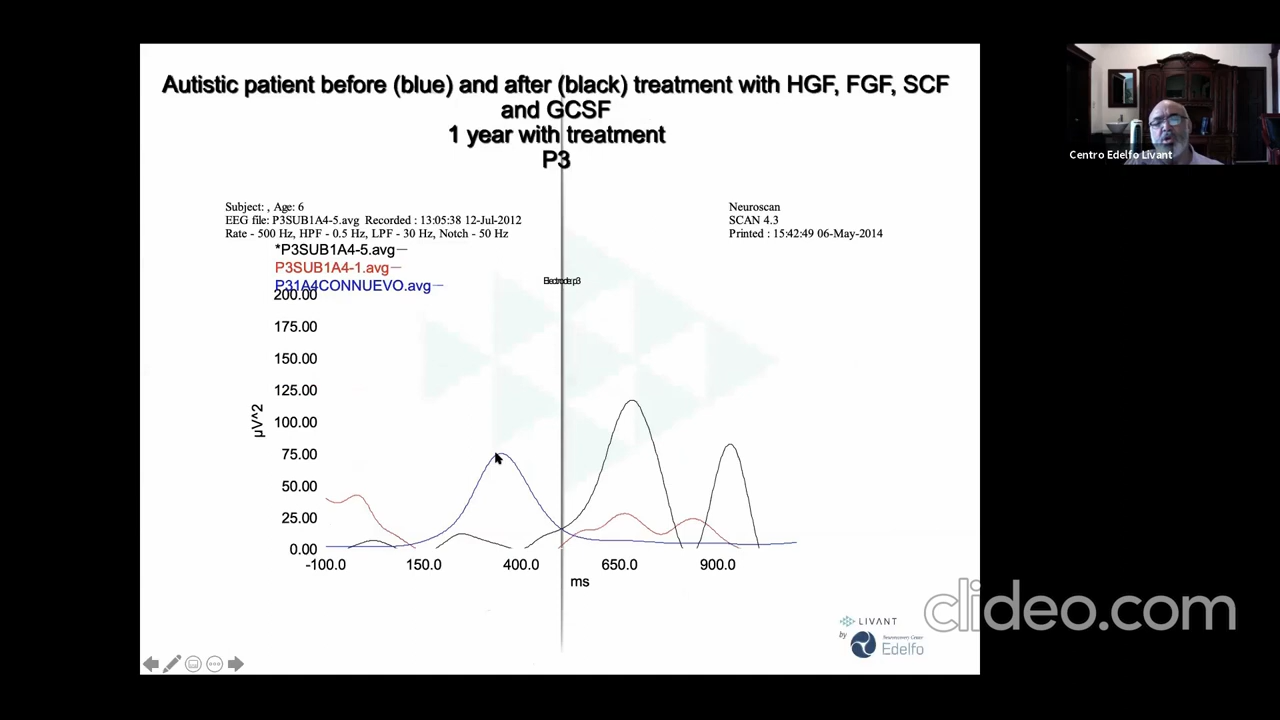 Autistic patient before (blue) and after (black) treatment with HGF, FGF, SCF
and GCSF
1 year with treatment
P3
Centro Edelfo Livant
Subject: , Age: 6
EEG file: P3SUB1A4-5.avg Recorded : 13:05:38 12-Jul-2012
Rate - 500 Hz, HPF - 0.5 Hz, LPF - 30 Hz, Notch - 50 Hz
Neuroscan
SCAN 4.3
Printed : 15:42:49 06-May-2014
*P3SUB1A4-5.avg
P3SUB1A4-1.avg
P31A4CONNUEVO.avg
200.00
175.00
150.00
125.00
100.00
75.00
50.00
25.00
0.00
µV^2
-100.0 150.0 400.0 650.0 900.0
ms
clideo.com
LIVANT
by
Edelfo